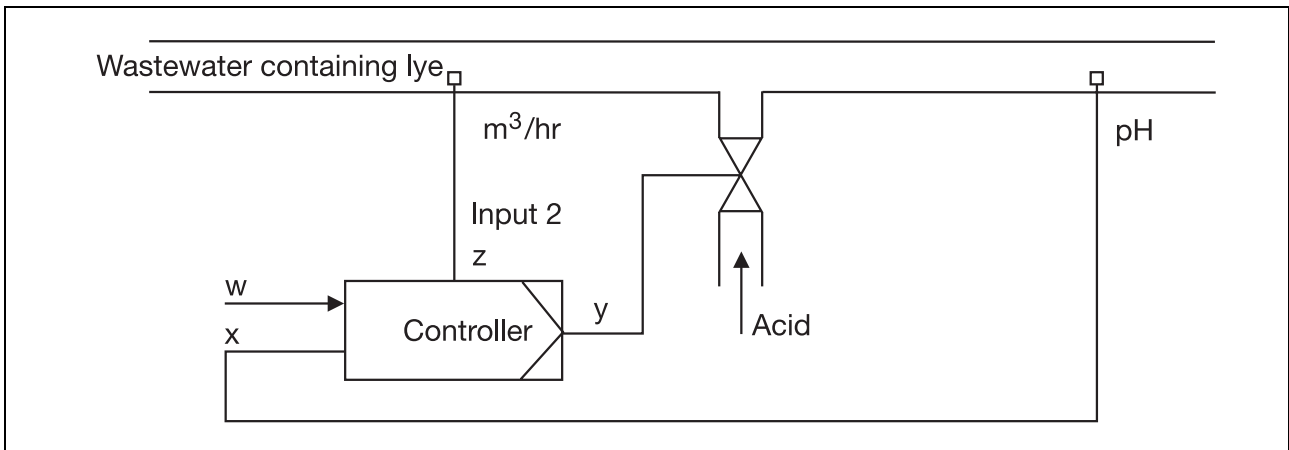 Wastewater containing lye
m³/hr
pH
Input 2
z
w
x
Controller
y
Acid